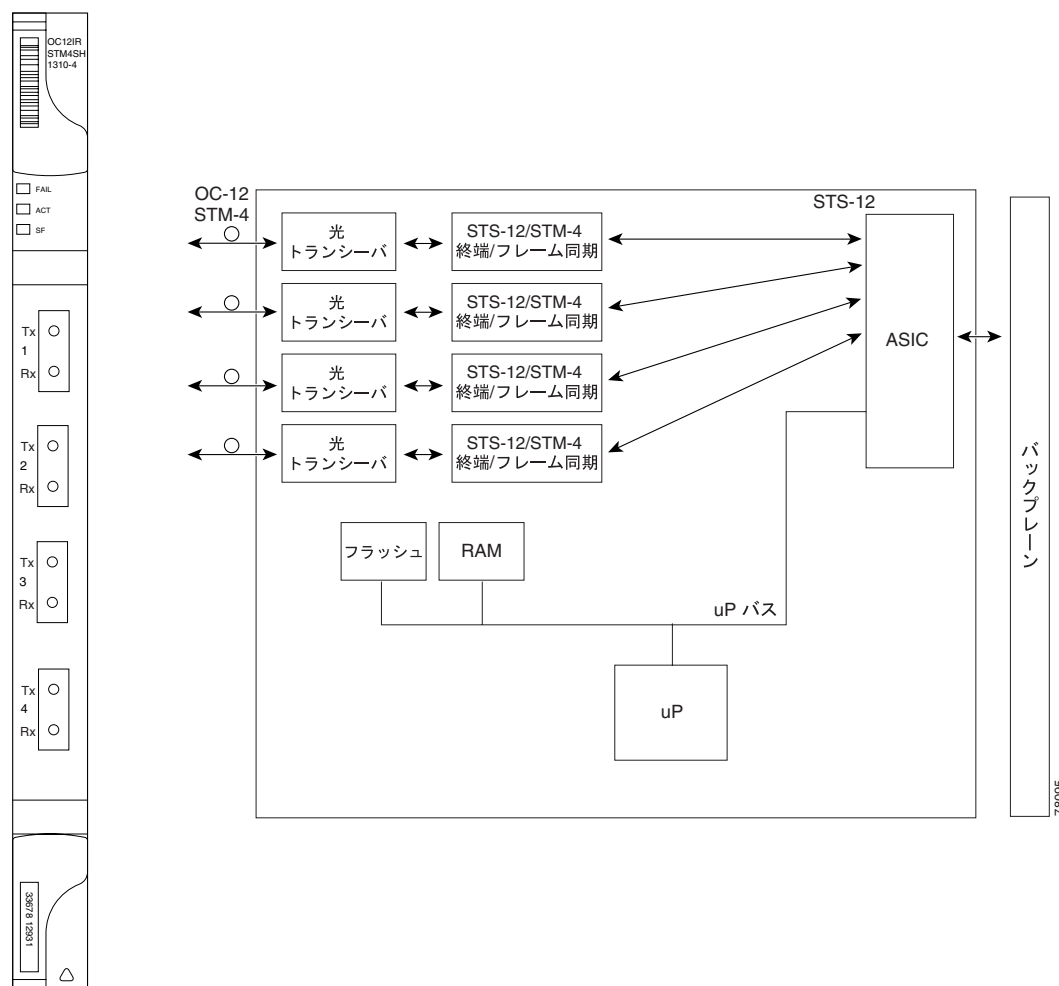 OC12IR
STM4SH
1310-4
FAIL
ACT
SF
Tx
1
Rx
Tx
2
Rx
Tx
3
Rx
Tx
4
Rx
33678 12931
OC-12
STM-4
STS-12
光
トランシーバ
STS-12/STM-4
終端/フレーム同期
光
トランシーバ
STS-12/STM-4
終端/フレーム同期
光
トランシーバ
STS-12/STM-4
終端/フレーム同期
光
トランシーバ
STS-12/STM-4
終端/フレーム同期
ASIC
フラッシュ
RAM
uP バス
uP
バックプレーン
78095